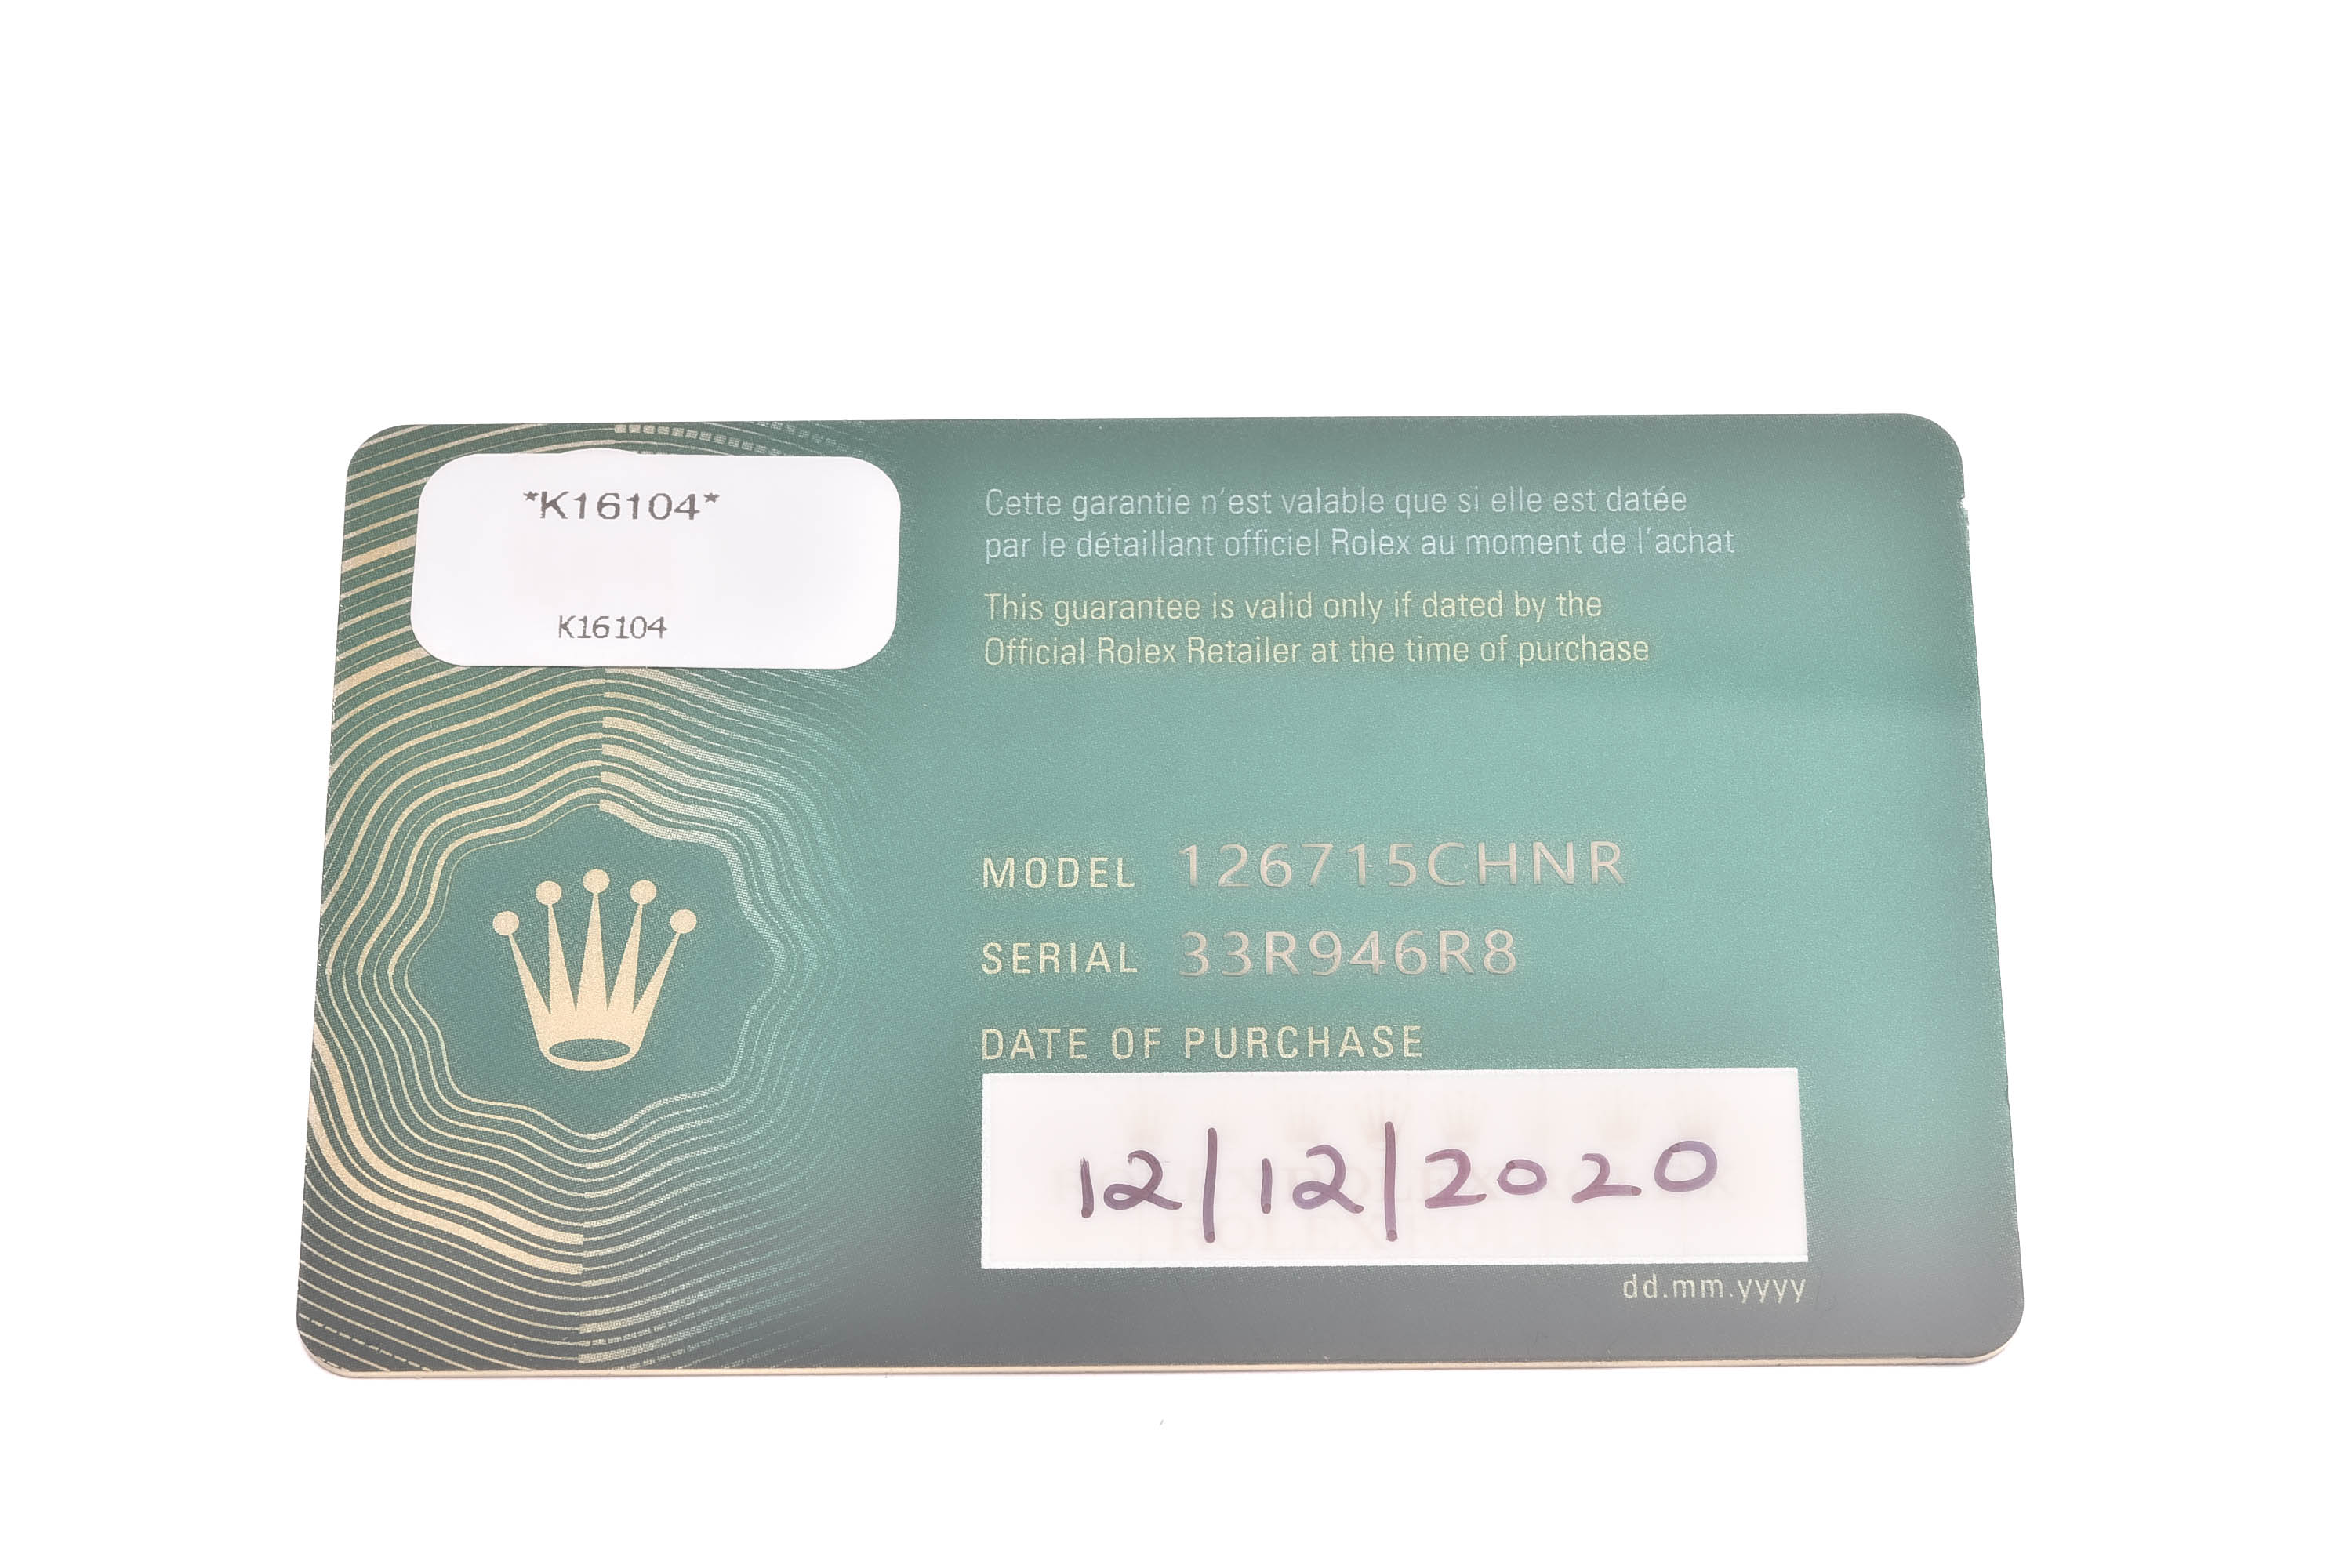 *K16104*
K16104
Cette garantie n'est valable que si elle est datée
par le détaillant officiel Rolex au moment de l'achat
This guarantee is valid only if dated by the
Official Rolex Retailer at the time of purchase
MODEL 126715CHNR
SERIAL 33R946R8
DATE OF PURCHASE
12/12/2020
dd.mm.yyyy